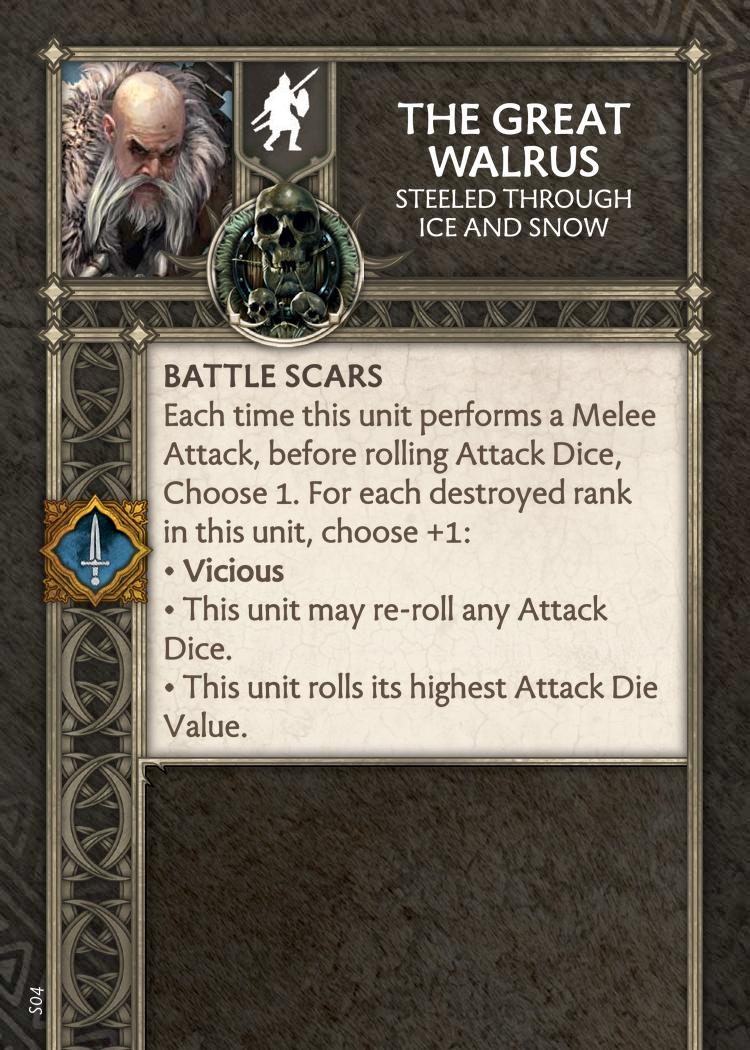 THE GREAT
WALRUS
STEELED THROUGH
ICE AND SNOW
BATTLE SCARS
Each time this unit performs a Melee
Attack, before rolling Attack Dice,
Choose 1. For each destroyed rank
in this unit, choose +1:
• Vicious
• This unit may re-roll any Attack
Dice.
• This unit rolls its highest Attack Die
Value.
S04